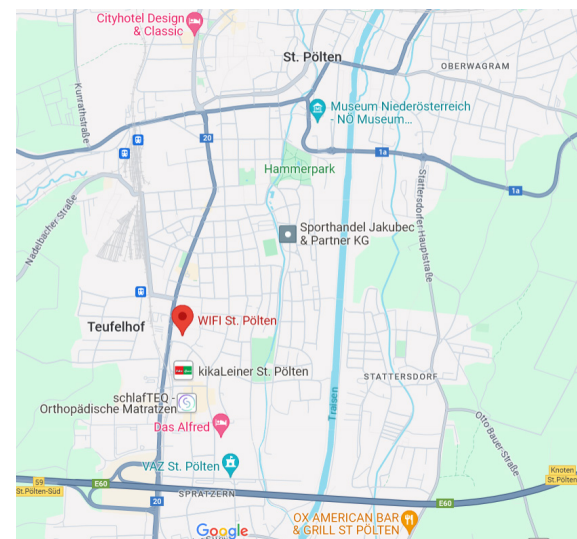 Cityhotel Design
& Classic
St. Pölten
OBERWAGRAM
Kunrathstraße
Museum Niederösterreich
- NÖ Museum...
20
1a
1a
Hammerpark
Stattersdorfer Hauptstraße
Nadelbacher Straße
Sporthandel Jakubec
& Partner KG
WIFI St. Pölten
Teufelhof
kikaLeiner St. Pölten
STATTERSDORF
schlafTEQ -
Orthopädische Matratzen
Traisen
Das Alfred
Otto Bauer-Straße
VAZ St. Pölten
Knoten
St.Pölten
59
St.Pölten-Süd
E60
SPRATZERN
20
E60
OX AMERICAN BAR
& GRILL ST PÖLTEN
Google